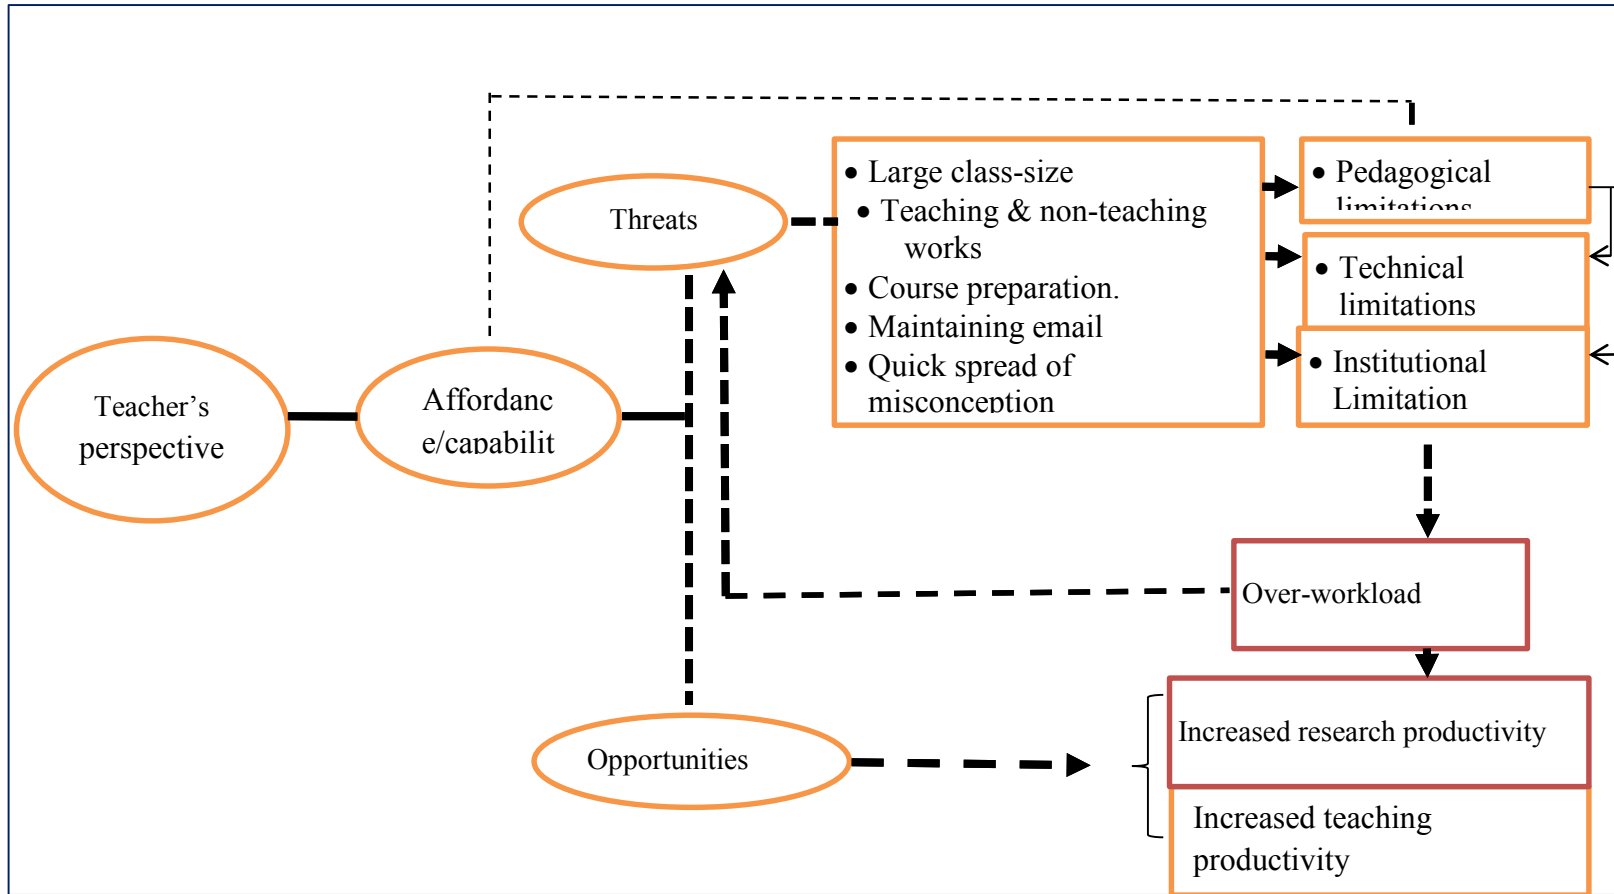 Teacher's
perspective
Affordanc
e/capabilit
Threats
• Large class-size
• Teaching & non-teaching
works
• Course preparation.
• Maintaining email
• Quick spread of
misconception
• Pedagogical
limitations
• Technical
limitations
• Institutional
Limitation
Over-workload
Opportunities
Increased research productivity
Increased teaching
productivity